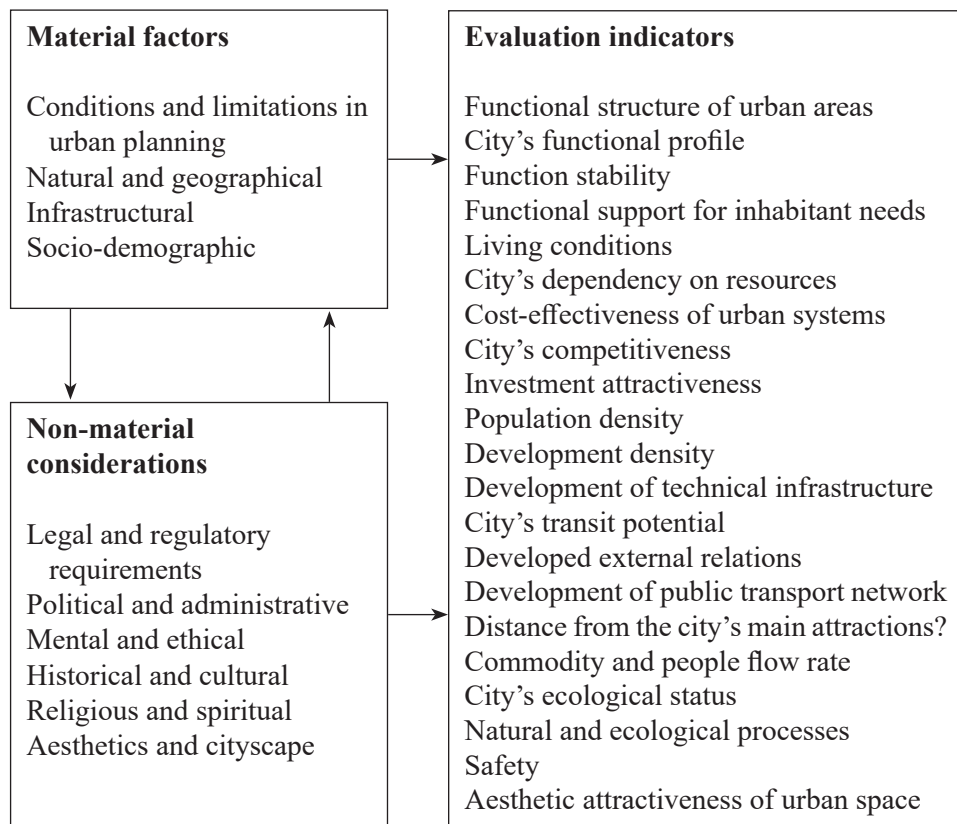 Material factors
Conditions and limitations in
urban planning
Natural and geographical
Infrastructural
Socio-demographic
Non-material
considerations
Legal and regulatory
requirements
Political and administrative
Mental and ethical
Historical and cultural
Religious and spiritual
Aesthetics and cityscape
Evaluation indicators
Functional structure of urban areas
City’s functional profile
Function stability
Functional support for inhabitant needs
Living conditions
City’s dependency on resources
Cost-effectiveness of urban systems
City’s competitiveness
Investment attractiveness
Population density
Development density
Development of technical infrastructure
City’s transit potential
Developed external relations
Development of public transport network
Distance from the city’s main attractions?
Commodity and people flow rate
City’s ecological status
Natural and ecological processes
Safety
Aesthetic attractiveness of urban space